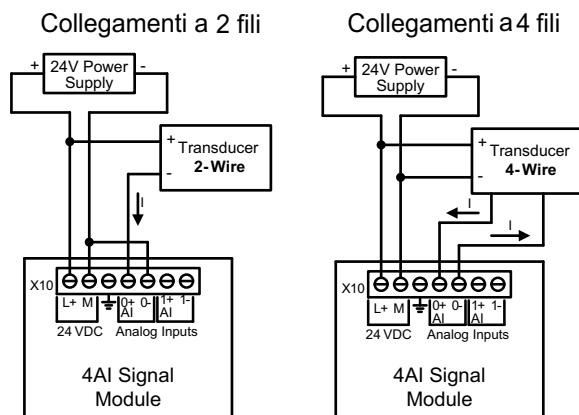 Collegamenti a 2 fili
+ 24V Power Supply -
+ Transducer
- 2-Wire
I
X10
L+ M 0+ 0- 1+ 1-
AI AI
24 VDC Analog Inputs
4AI Signal
Module
Collegamenti a 4 fili
+ 24V Power Supply -
+ Transducer
- 4-Wire
I
I
X10
L+ M 0+ 0- 1+ 1-
AI AI
24 VDC Analog Inputs
4AI Signal
Module